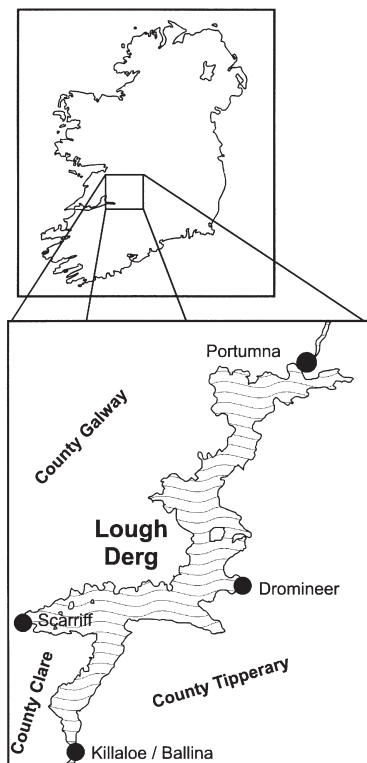 Portumna
County Galway
Lough
Derg
Dromineer
Scarriff
County Clare
County Tipperary
Killaloe / Ballina